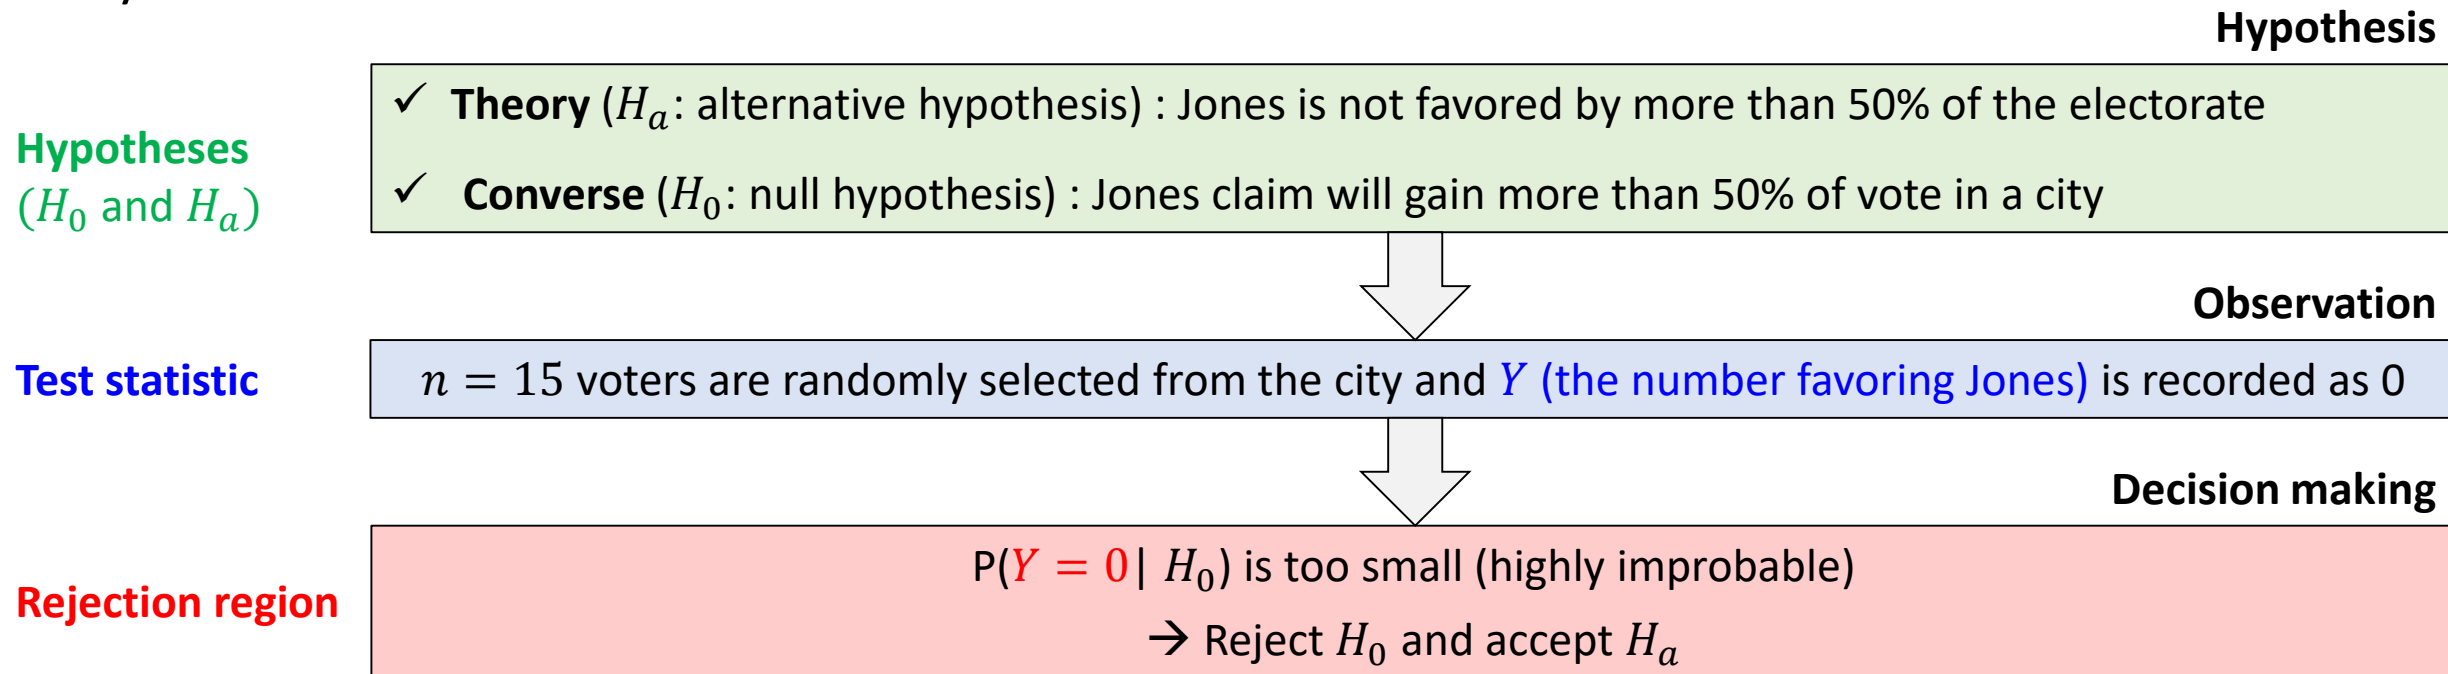 Hypothesis
Hypotheses
(H₀ and Hₐ)
✓ Theory (Hₐ: alternative hypothesis) : Jones is not favored by more than 50% of the electorate
✓ Converse (H₀: null hypothesis) : Jones claim will gain more than 50% of vote in a city
Observation
Test statistic
n = 15 voters are randomly selected from the city and Y (the number favoring Jones) is recorded as 0
Decision making
Rejection region
P(Y = 0| H₀) is too small (highly improbable)
→ Reject H₀ and accept Hₐ